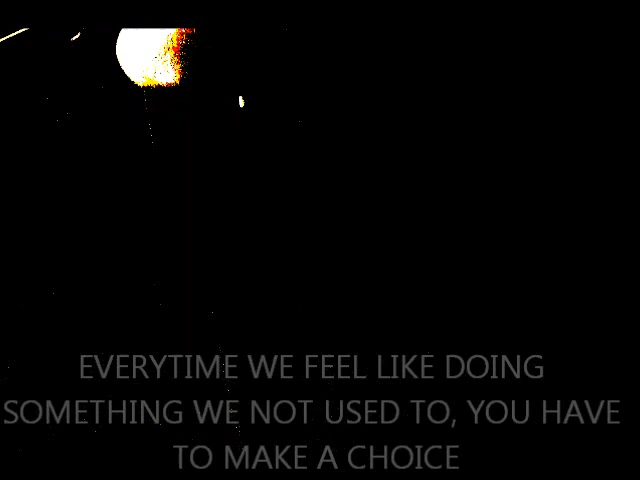 EVERYTIME WE FEEL LIKE DOING
SOMETHING WE NOT USED TO, YOU HAVE
TO MAKE A CHOICE